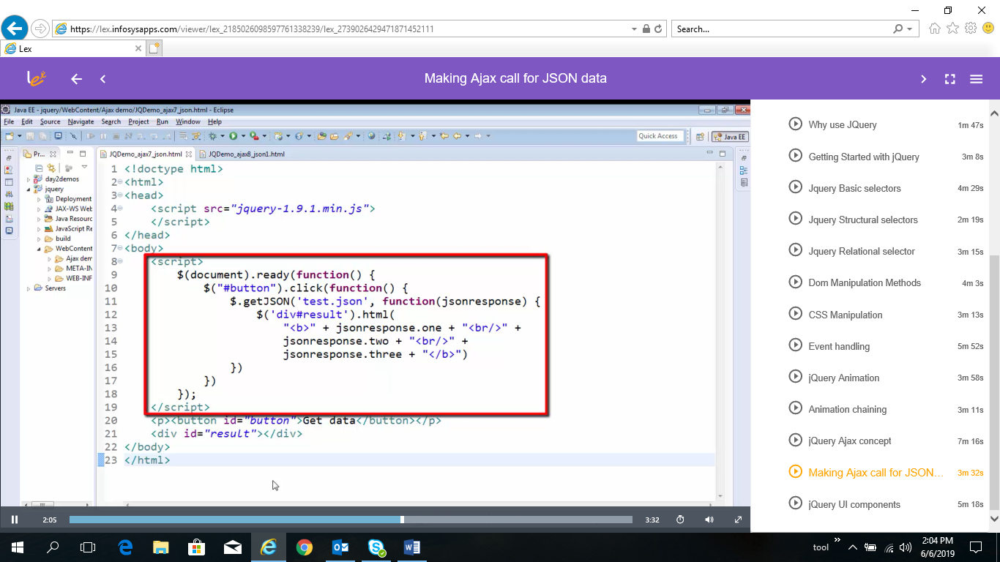 https://lex.infosysapps.com/viewer/lex_2185026098597761338239/lex_2739026429471871452111
Search...
Lex
lex
Making Ajax call for JSON data
Java EE - jquery/WebContent/Ajax demo/JQDemo_ajax7_json.html - Eclipse
File Edit Source Navigate Search Project Run Window Help
Quick Access
Java EE
Pr...
JQDemo_ajax7_json.html
JQDemo_ajax8_json1.html
day2demos
jquery
Deployment
JAX-WS Web
Java Resourc
JavaScript Re
build
WebContent
Ajax dem
META-IN
WEB-INF
Servers
1 <!doctype html>
2 <html>
3 <head>
4 <script src="jquery-1.9.1.min.js">
5 </script>
6 </head>
7 <body>
8 <script>
9 $(document).ready(function() {
10 $("#button").click(function() {
11 $.getJSON('test.json', function(jsonresponse) {
12 $('div#result').html(
13 "<b>" + jsonresponse.one + "<br/>" +
14 jsonresponse.two + "<br/>" +
15 jsonresponse.three + "</b>")
16 })
17 })
18 });
19 </script>
20 <p><button id="button">Get data</button></p>
21 <div id="result"></div>
22 </body>
23 </html>
2:05
3:32
Why use JQuery 1m 47s
Getting Started with jQuery 3m 8s
Jquery Basic selectors 4m 29s
Jquery Structural selectors 2m 19s
Jquery Relational selector 3m 15s
Dom Manipulation Methods 4m 3s
CSS Manipulation 3m 13s
Event handling 5m 52s
jQuery Animation 3m 58s
Animation chaining 3m 11s
jQuery Ajax concept 7m 16s
Making Ajax call for JSON... 3m 32s
jQuery UI components 5m 18s
tool
2:04 PM
6/6/2019